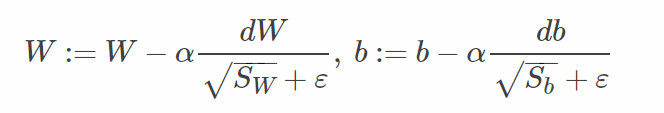 W := W − α dW / (√S_W + ε), b := b − α db / (√S_b + ε)